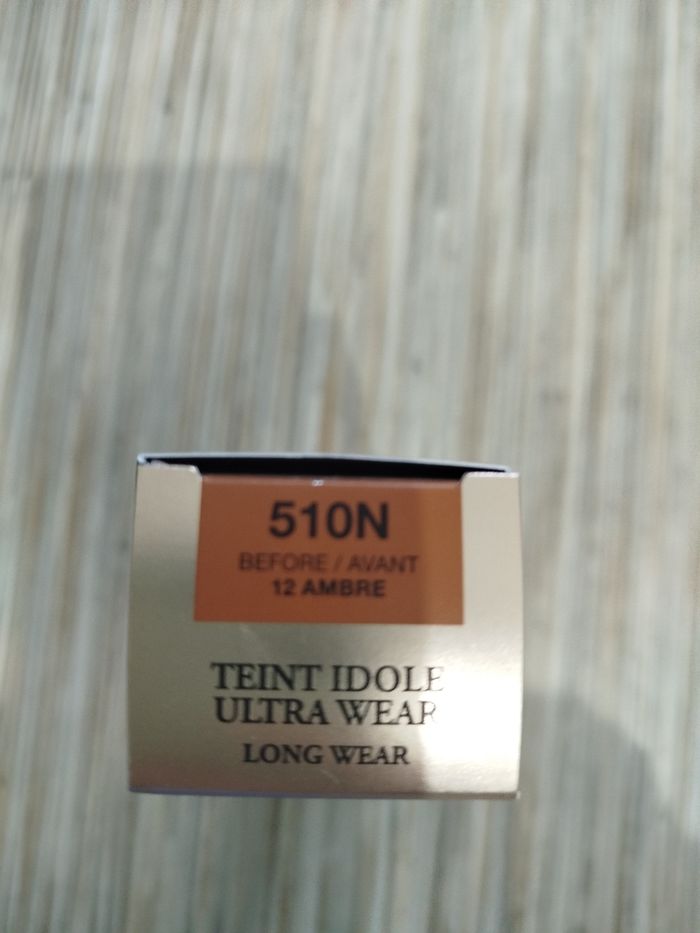 510N
BEFORE / AVANT
12 AMBRE
TEINT IDOLE
ULTRA WEAR
LONG WEAR